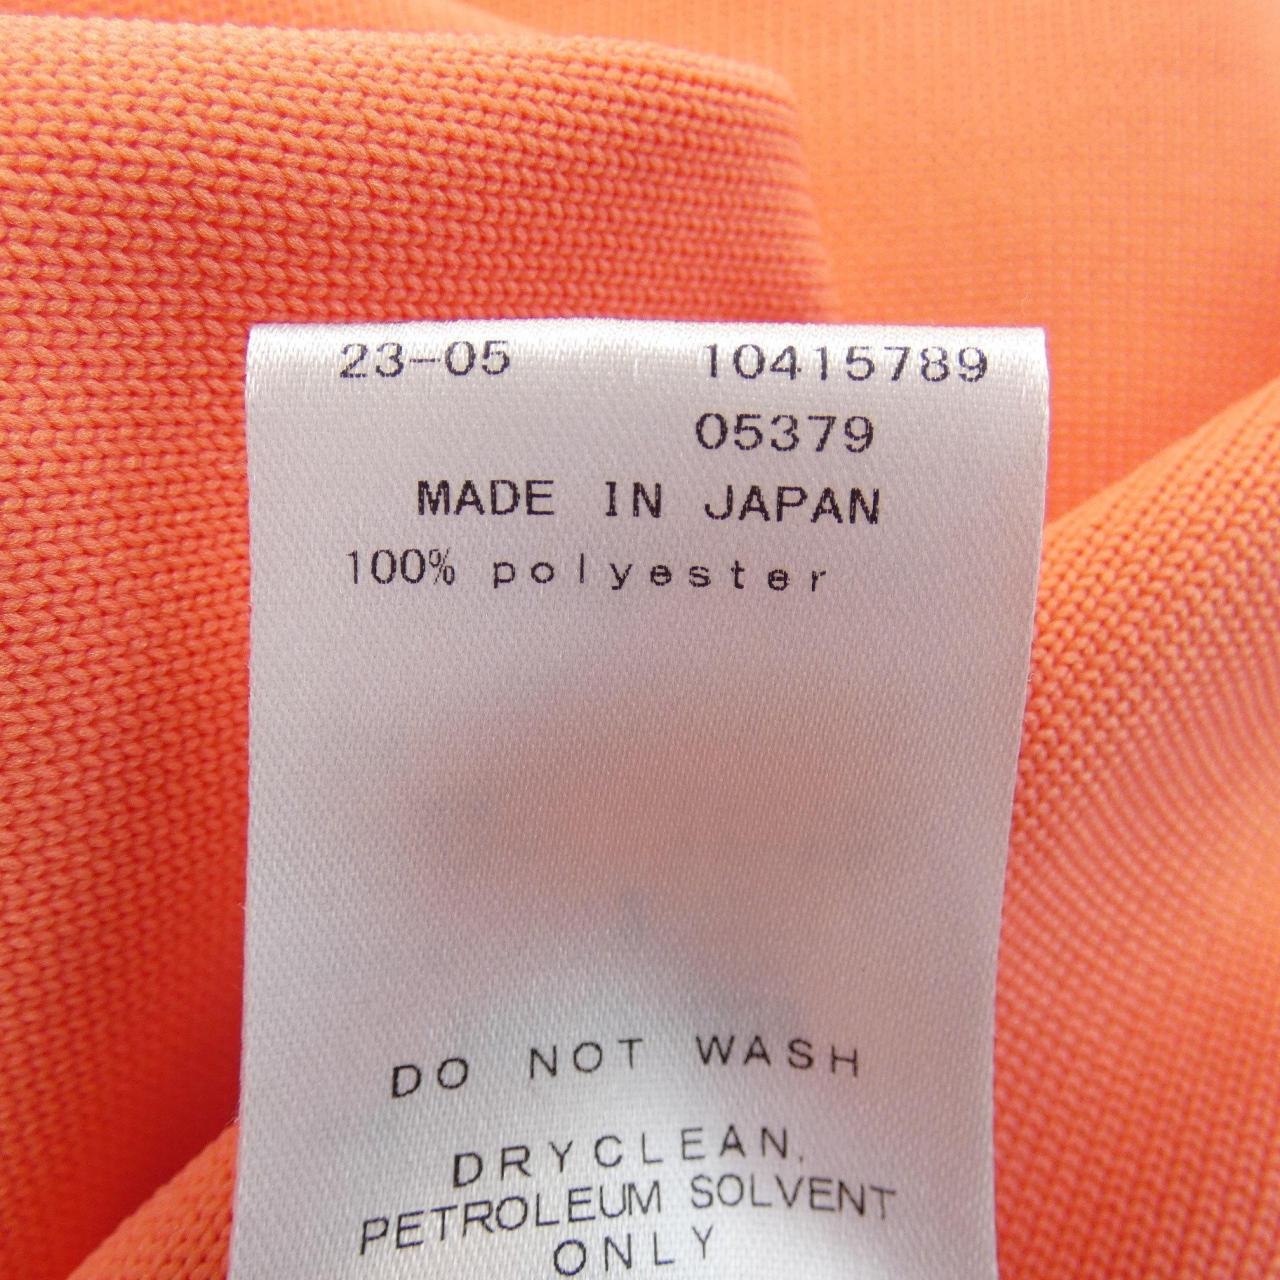 23-05 10415789
05379
MADE IN JAPAN
100% polyester
DO NOT WASH
DRYCLEAN,
PETROLEUM SOLVENT
ONLY